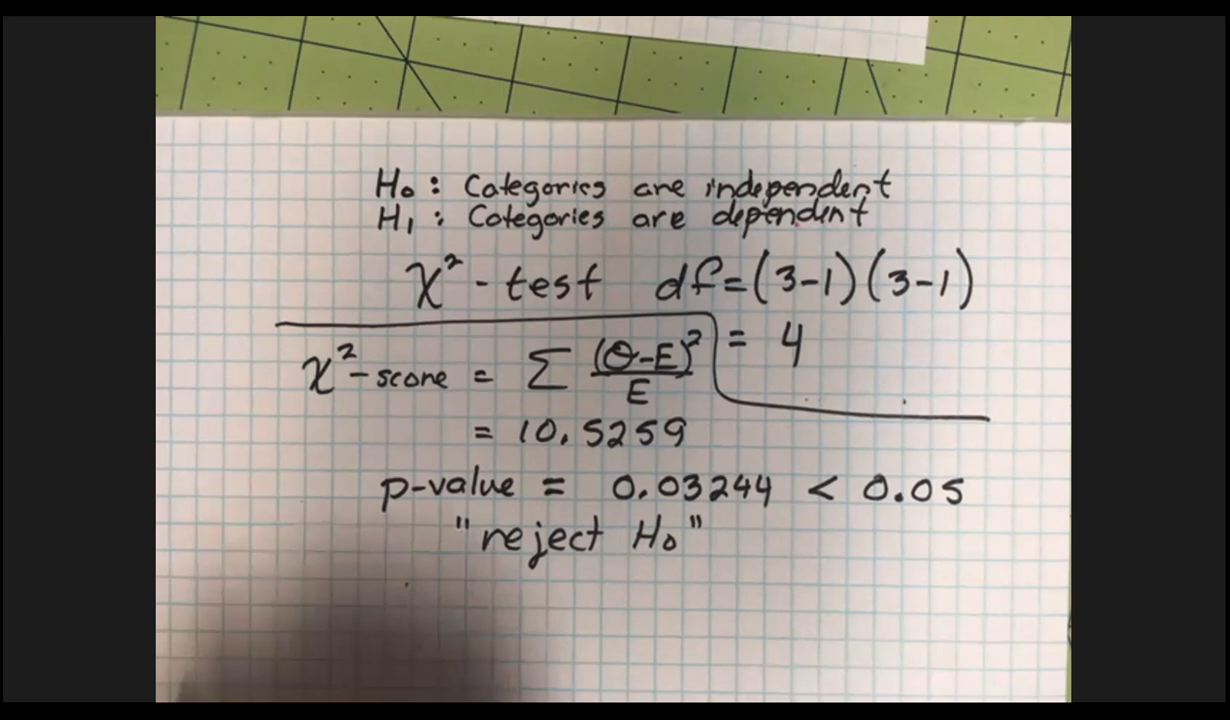 H₀ : Categories are independent
H₁ : Categories are dependent
χ² - test df = (3-1)(3-1)
= 4
χ² - score = Σ (O-E)² / E
= 10.5259
p-value = 0.03244 < 0.05
"reject H₀"